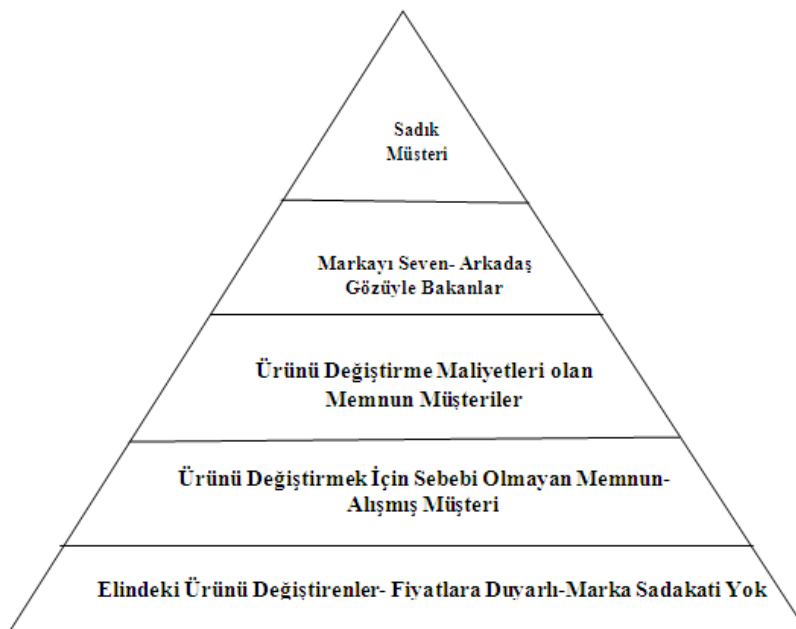 Sadık
Müşteri
Markayı Seven- Arkadaş
Gözüyle Bakanlar
Ürünü Değiştirme Maliyetleri olan
Memnun Müşteriler
Ürünü Değiştirmek İçin Sebebi Olmayan Memnun-
Alışmış Müşteri
Elindeki Ürünü Değiştirenler- Fiyatlara Duyarlı-Marka Sadakati Yok